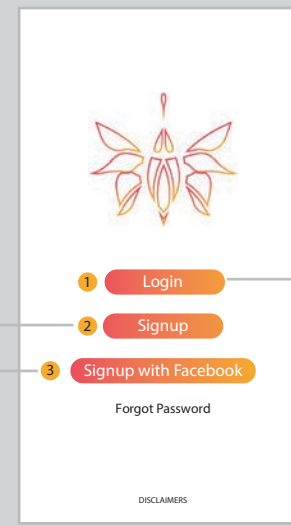 1 Login
2 Signup
3 Signup with Facebook
Forgot Password
DISCLAIMERS